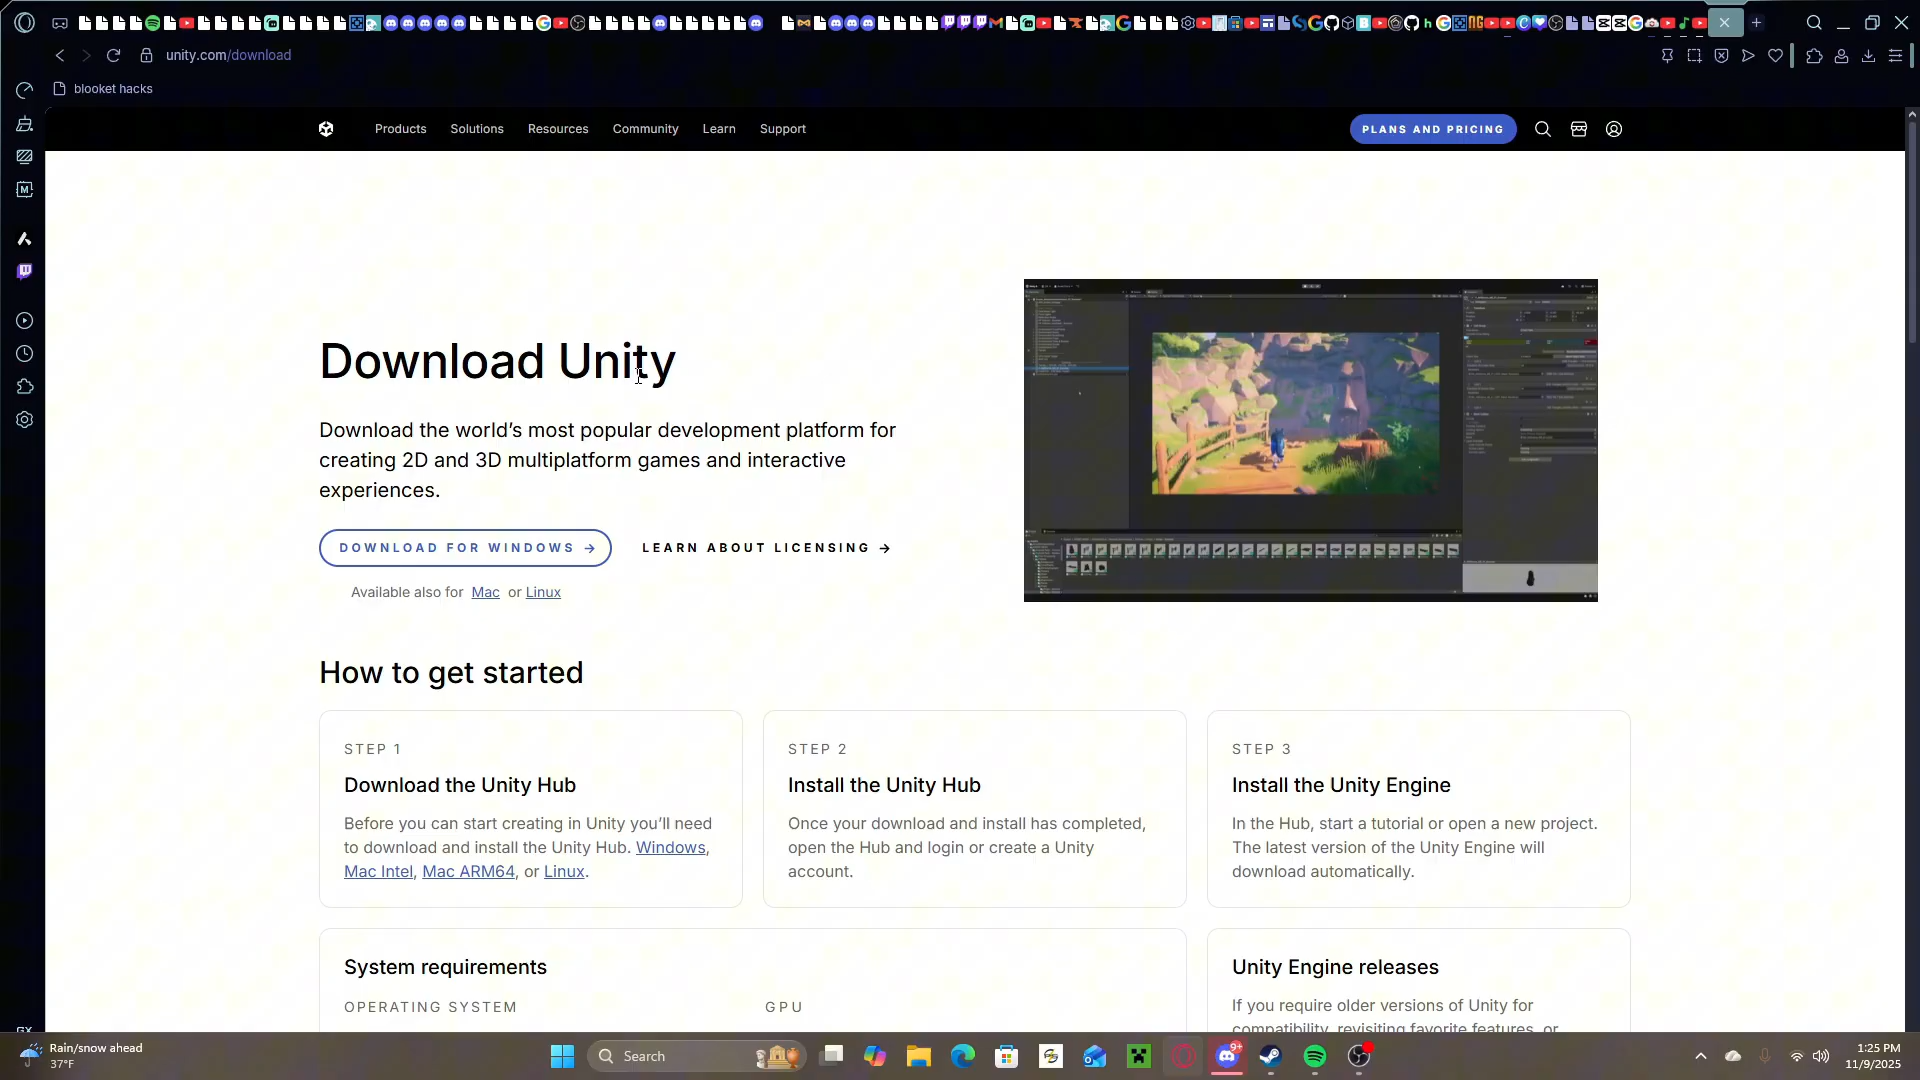 unity.com/download
blooket hacks
Products
Solutions
Resources
Community
Learn
Support
PLANS AND PRICING
Download Unity
Download the world’s most popular development platform for
creating 2D and 3D multiplatform games and interactive
experiences.
DOWNLOAD FOR WINDOWS →
LEARN ABOUT LICENSING →
Available also for Mac or Linux
How to get started
STEP 1
Download the Unity Hub
Before you can start creating in Unity you’ll need
to download and install the Unity Hub. Windows,
Mac Intel, Mac ARM64, or Linux.
STEP 2
Install the Unity Hub
Once your download and install has completed,
open the Hub and login or create a Unity
account.
STEP 3
Install the Unity Engine
In the Hub, start a tutorial or open a new project.
The latest version of the Unity Engine will
download automatically.
System requirements
OPERATING SYSTEM
GPU
Unity Engine releases
If you require older versions of Unity for
compatibility, revisiting favorite features, or
GX
Rain/snow ahead
37°F
Search
9+
1:25 PM
11/9/2025